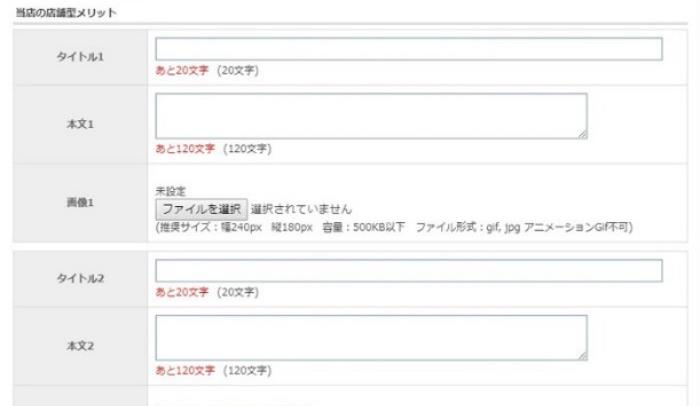 当店の店舗型メリット
タイトル1
あと20文字 (20文字)
本文1
あと120文字 (120文字)
画像1
未設定
ファイルを選択 選択されていません
(推奨サイズ：幅240px 縦180px 容量：500KB以下 ファイル形式：gif, jpg アニメーションGif不可)
タイトル2
あと20文字 (20文字)
本文2
あと120文字 (120文字)